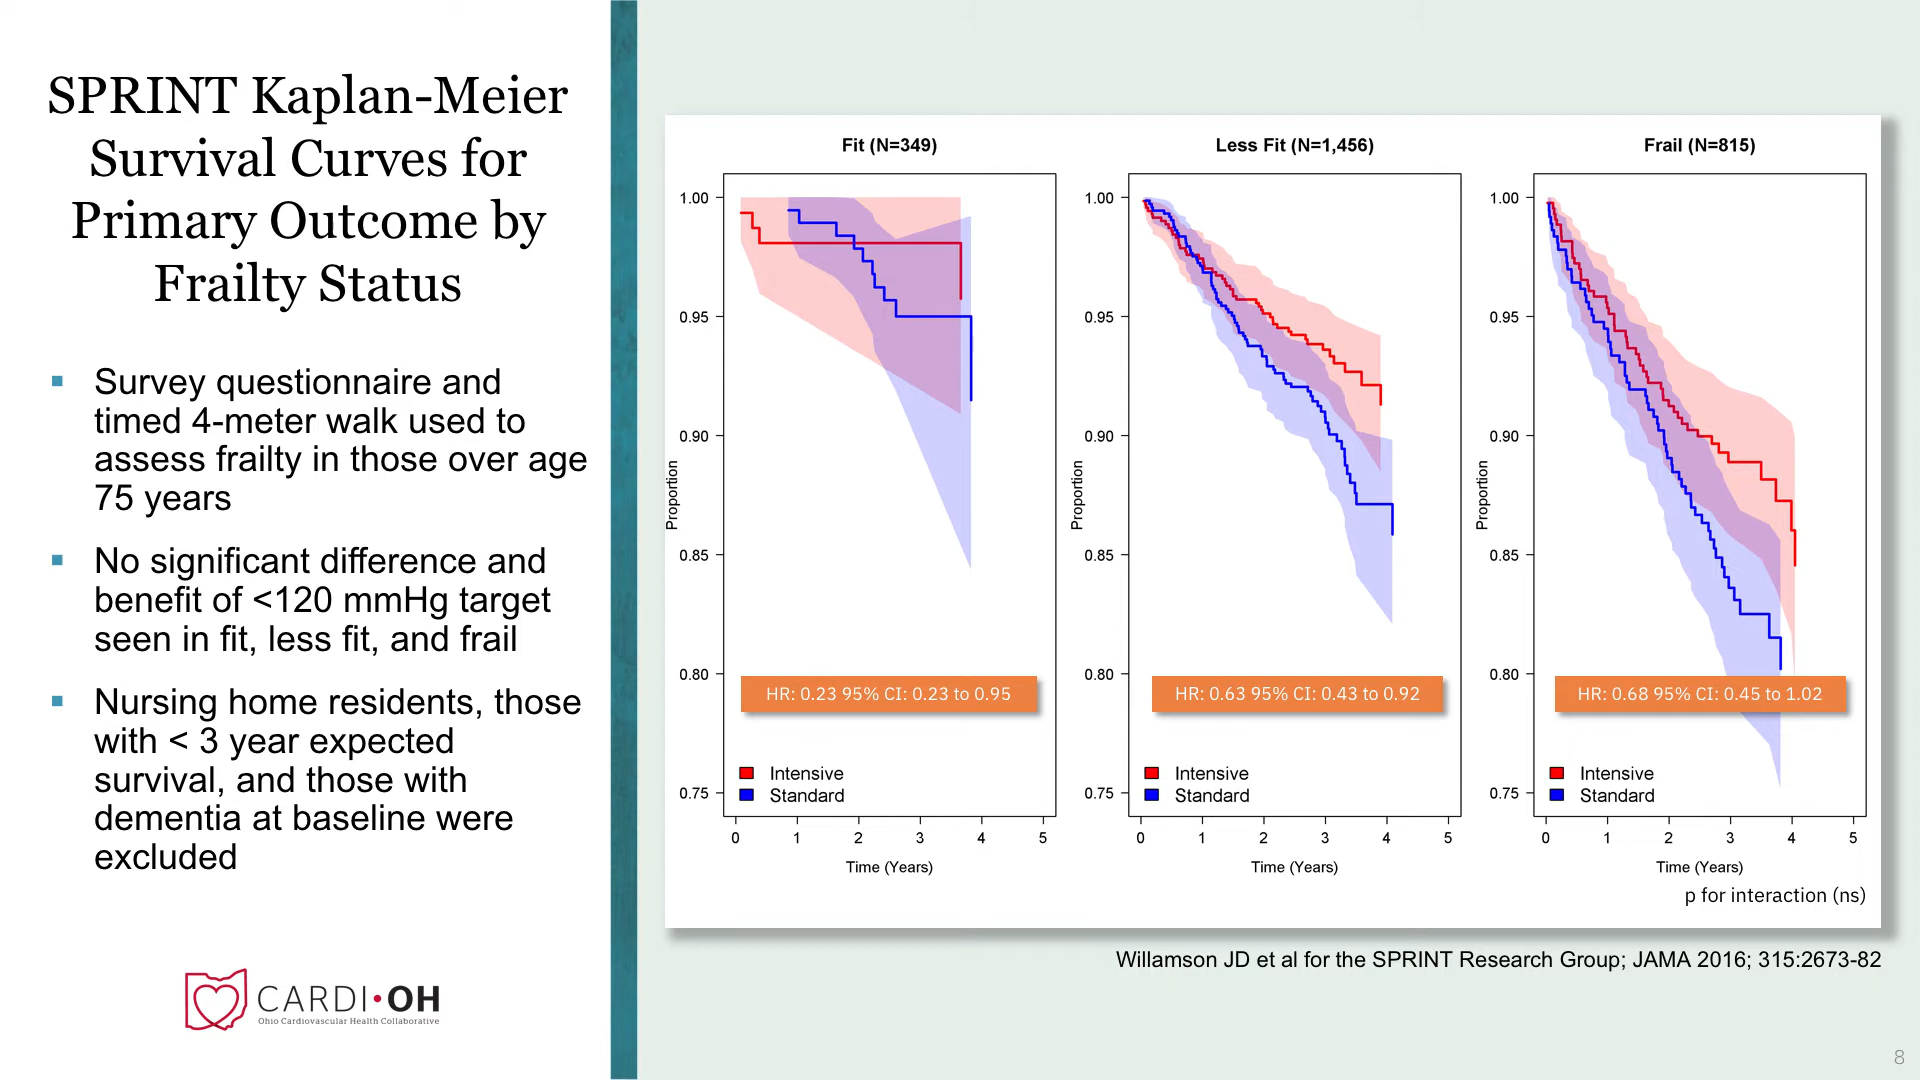 SPRINT Kaplan-Meier
Survival Curves for
Primary Outcome by
Frailty Status
▪ Survey questionnaire and
timed 4-meter walk used to
assess frailty in those over age
75 years
▪ No significant difference and
benefit of <120 mmHg target
seen in fit, less fit, and frail
▪ Nursing home residents, those
with < 3 year expected
survival, and those with
dementia at baseline were
excluded
CARDI•OH
Ohio Cardiovascular Health Collaborative
Fit (N=349)
1.00
0.95
0.90
0.85
0.80
0.75
Proportion
HR: 0.23 95% CI: 0.23 to 0.95
Intensive
Standard
0 1 2 3 4 5
Time (Years)
Less Fit (N=1,456)
1.00
0.95
0.90
0.85
0.80
0.75
Proportion
HR: 0.63 95% CI: 0.43 to 0.92
Intensive
Standard
0 1 2 3 4 5
Time (Years)
Frail (N=815)
1.00
0.95
0.90
0.85
0.80
0.75
Proportion
HR: 0.68 95% CI: 0.45 to 1.02
Intensive
Standard
0 1 2 3 4 5
Time (Years)
p for interaction (ns)
Willamson JD et al for the SPRINT Research Group; JAMA 2016; 315:2673-82
8